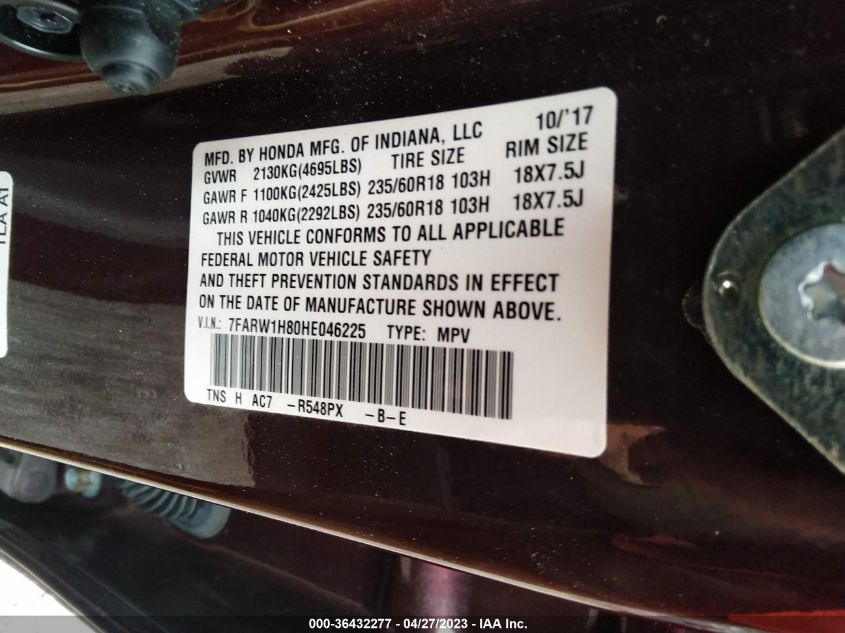 MFD. BY HONDA MFG. OF INDIANA, LLC 10/'17
GVWR 2130KG(4695LBS) TIRE SIZE RIM SIZE
GAWR F 1100KG(2425LBS) 235/60R18 103H 18X7.5J
GAWR R 1040KG(2292LBS) 235/60R18 103H 18X7.5J
THIS VEHICLE CONFORMS TO ALL APPLICABLE
FEDERAL MOTOR VEHICLE SAFETY
AND THEFT PREVENTION STANDARDS IN EFFECT
ON THE DATE OF MANUFACTURE SHOWN ABOVE.
V.I.N.: 7FARW1H80HE046225 TYPE: MPV
TNS H AC7 -R548PX -B-E
TLA A1
000-36432277 - 04/27/2023 - IAA Inc.